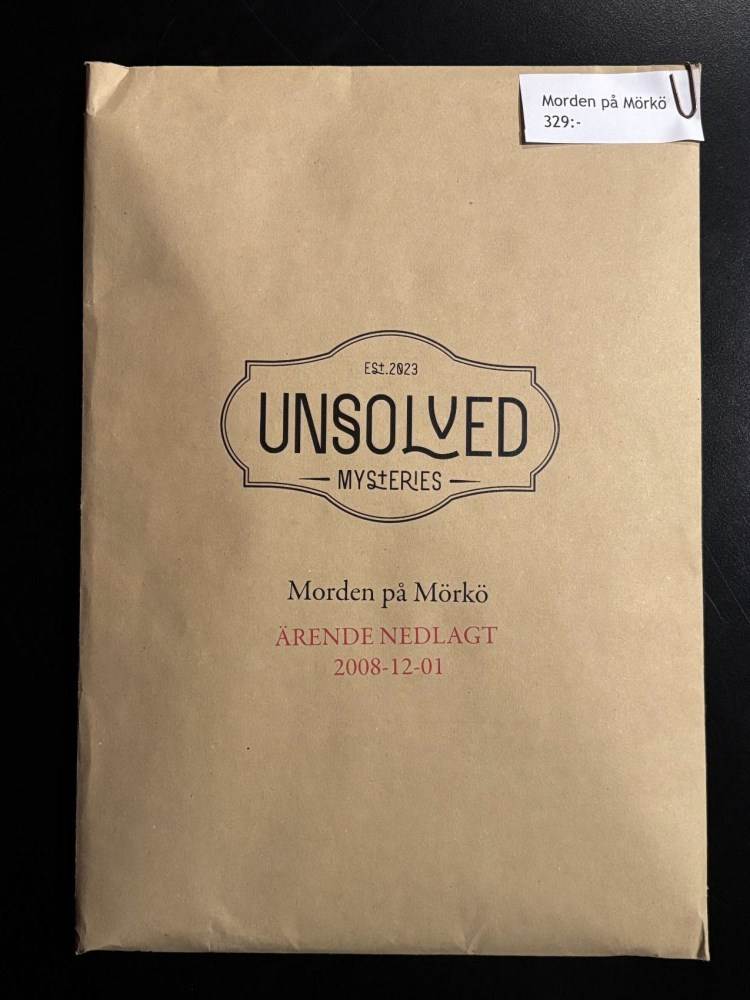 Morden på Mörkö
329:-
Est.2023
UNSOLVED
MYSTERIES
Morden på Mörkö
ÄRENDE NEDLAGT
2008-12-01